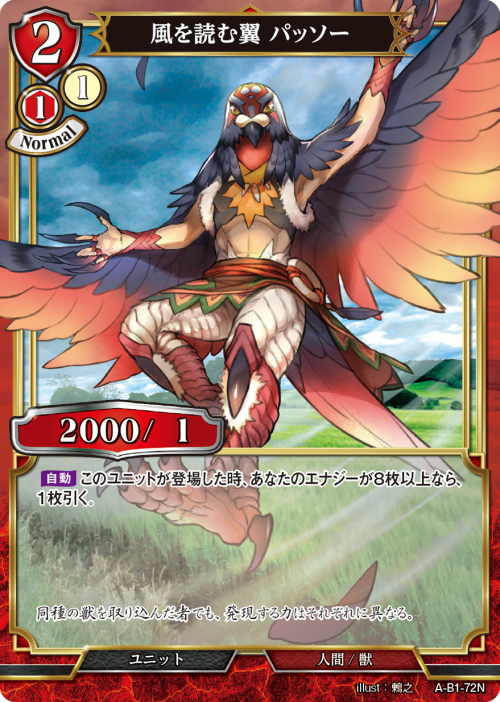 2
風を読む翼 パッソー
1
1
Normal
2000/ 1
自動 このユニットが登場した時、あなたのエナジーが8枚以上なら、
1枚引く。
同種の獣を取り込んだ者でも、発現する力はそれぞれに異なる。
ユニット
人間/獣
illust：鶫之 A-B1-72N